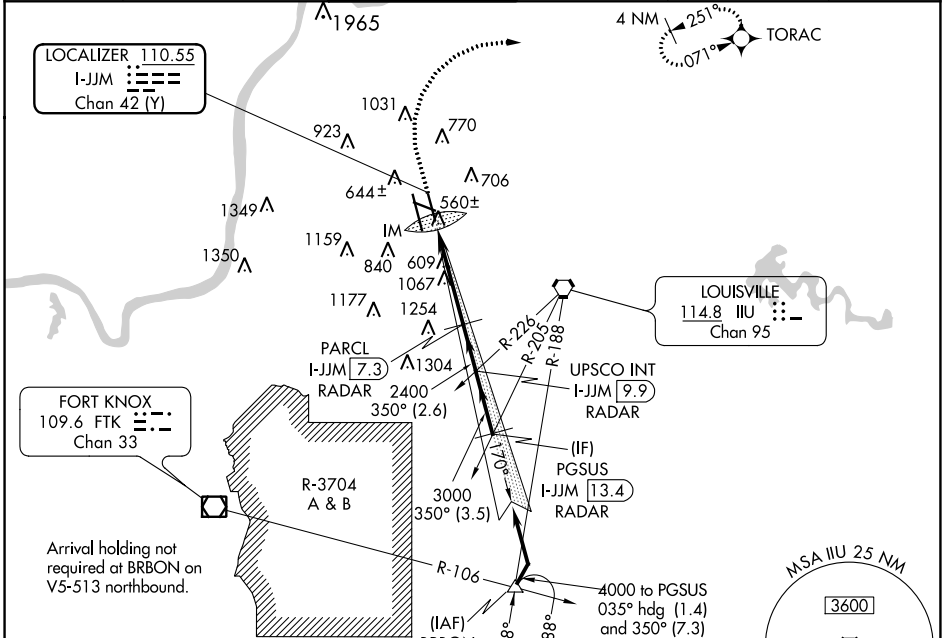 1965
4 NM
251°
071°
TORAC
LOCALIZER 110.55
I-JJM
Chan 42 (Y)
1031
923
770
644±
706
1349
560±
IM
1159
1350
840
609
1067
1177
1254
LOUISVILLE
114.8 IIU
Chan 95
R-226
R-205
R-188
PARCL
I-JJM 7.3
RADAR
1304
2400
350° (2.6)
UPSCO INT
I-JJM 9.9
RADAR
FORT KNOX
109.6 FTK
Chan 33
170°
(IF)
PGSUS
I-JJM 13.4
RADAR
R-3704
A & B
3000
350° (3.5)
Arrival holding not
required at BRBON on
V5-513 northbound.
R-106
4000 to PGSUS
035° hdg (1.4)
and 350° (7.3)
(IAF)
MSA IIU 25 NM
3600